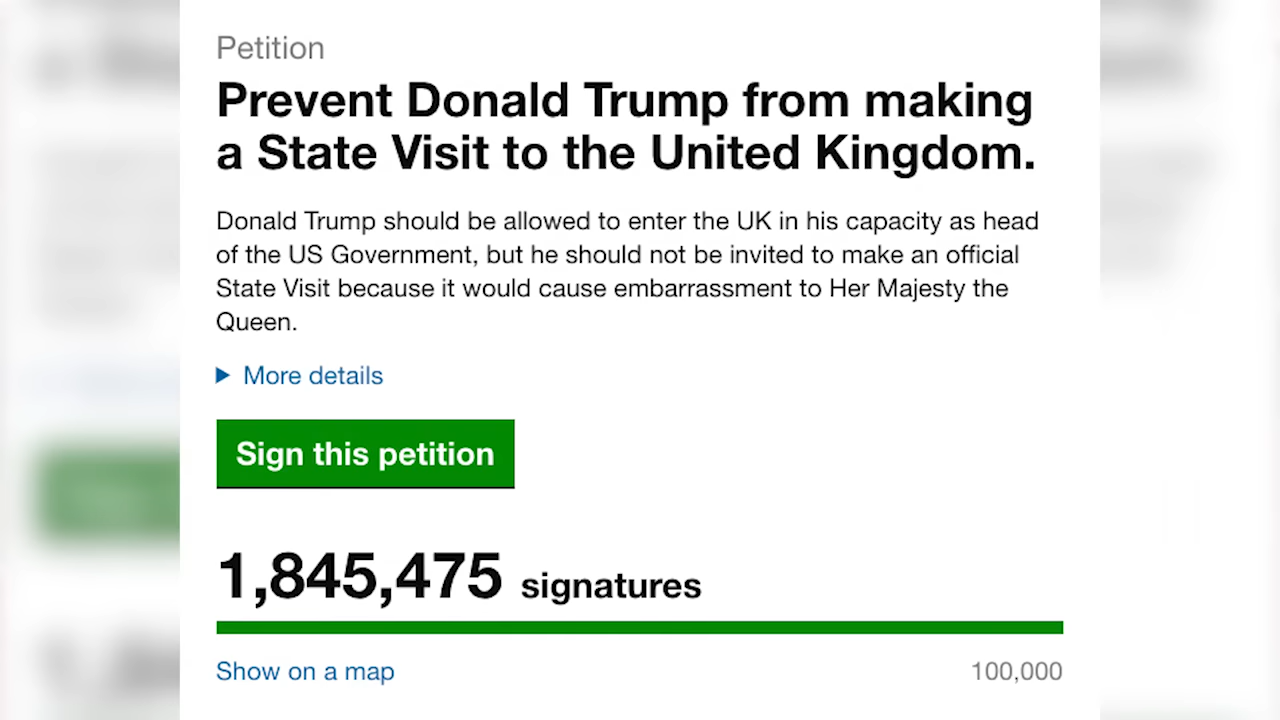 Petition
Prevent Donald Trump from making
a State Visit to the United Kingdom.
Donald Trump should be allowed to enter the UK in his capacity as head
of the US Government, but he should not be invited to make an official
State Visit because it would cause embarrassment to Her Majesty the
Queen.
More details
Sign this petition
1,845,475 signatures
Show on a map
100,000